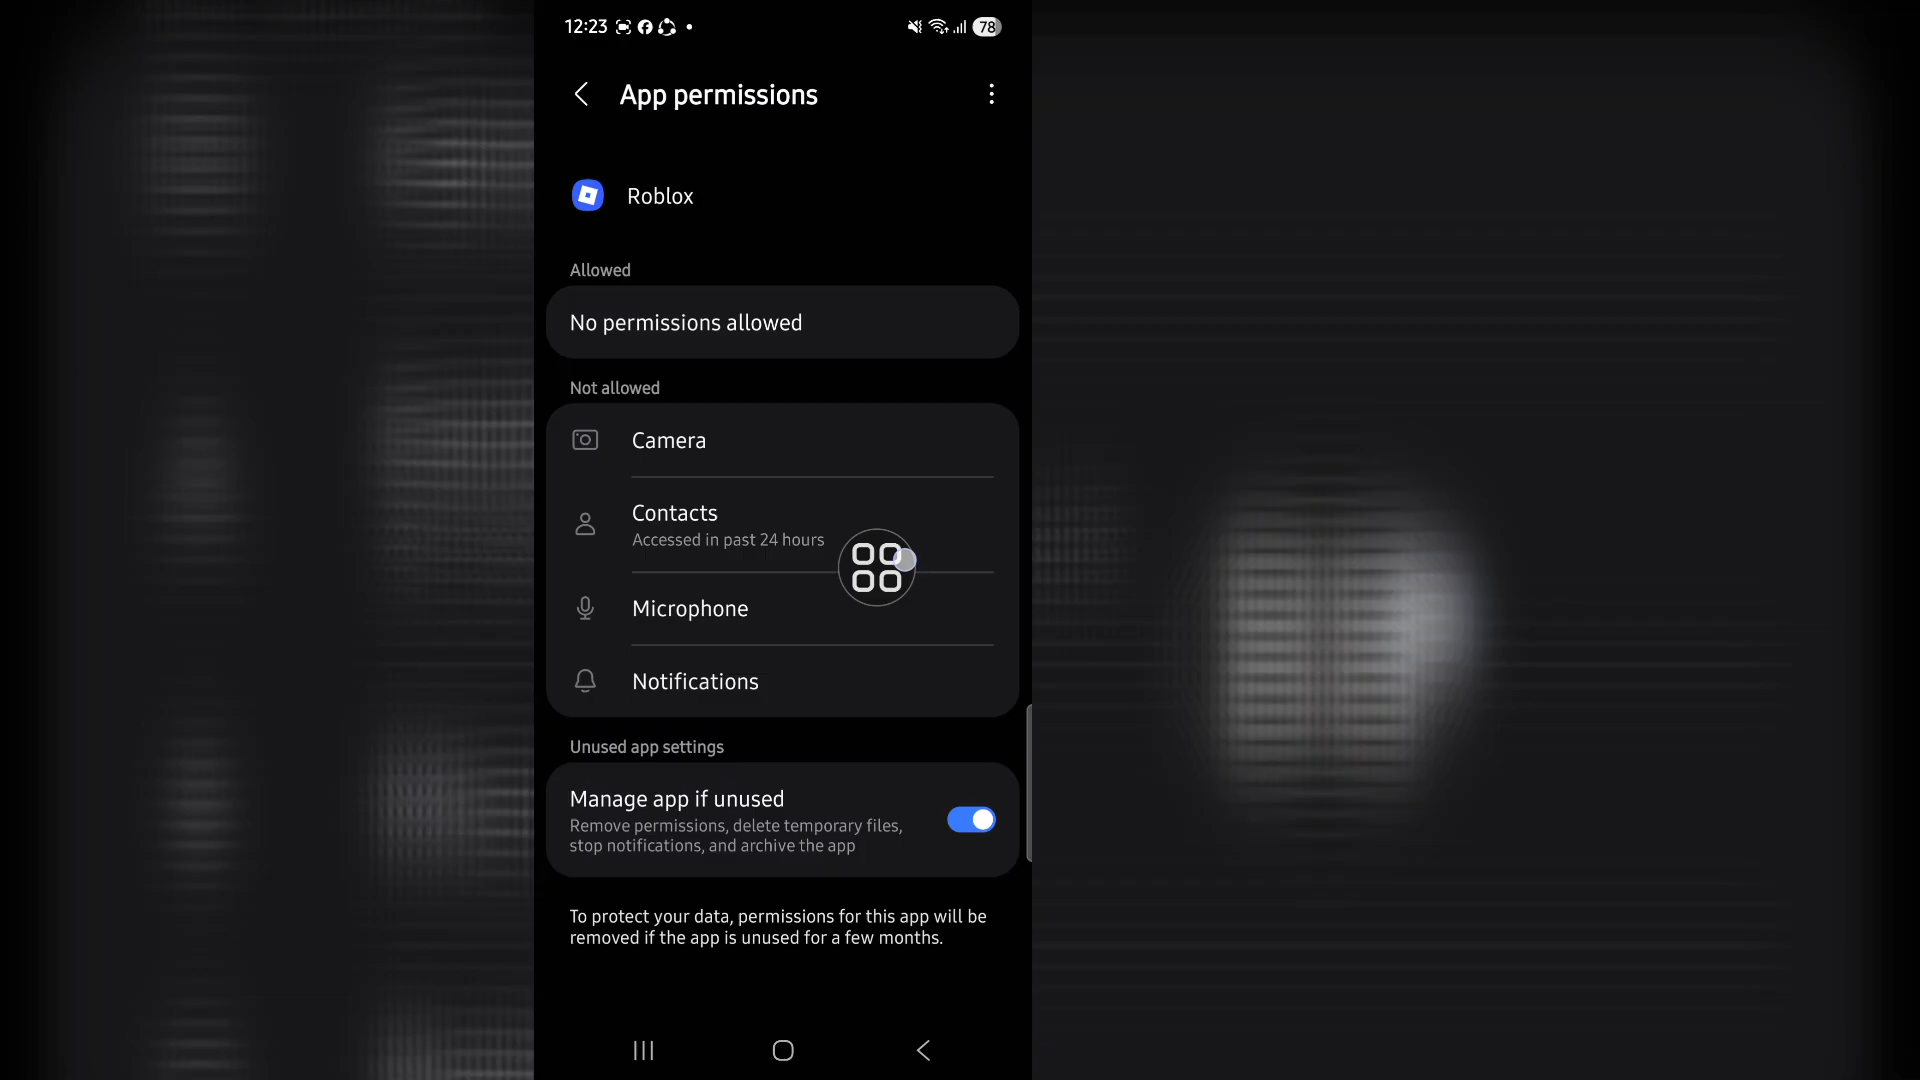 12:23
78
App permissions
Roblox
Allowed
No permissions allowed
Not allowed
Camera
Contacts
Accessed in past 24 hours
Microphone
Notifications
Unused app settings
Manage app if unused
Remove permissions, delete temporary files,
stop notifications, and archive the app
To protect your data, permissions for this app will be
removed if the app is unused for a few months.